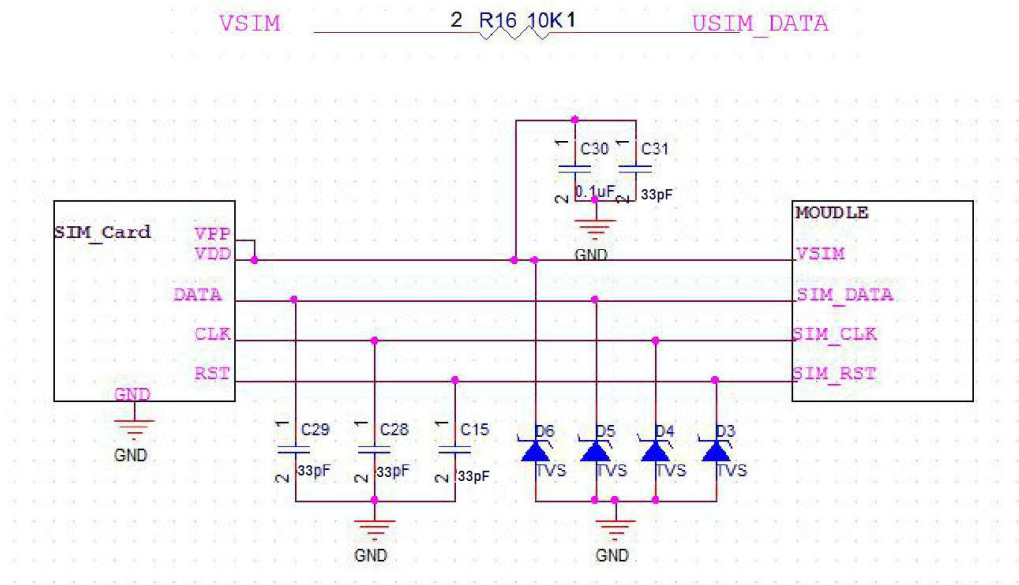 VSIM 2 R16 10K 1 USIM_DATA
1 C30 1 C31
2 0.1uF 2 33pF
GND
SIM_Card
MOUDLE
VPP
VDD
VSIM
DATA
SIM_DATA
CLK
SIM_CLK
RST
SIM_RST
GND
GND
1 C29 1 C28 1 C15
D6 D5 D4 D3
2 33pF 2 33pF 2 33pF
TVS TVS TVS TVS
GND
GND